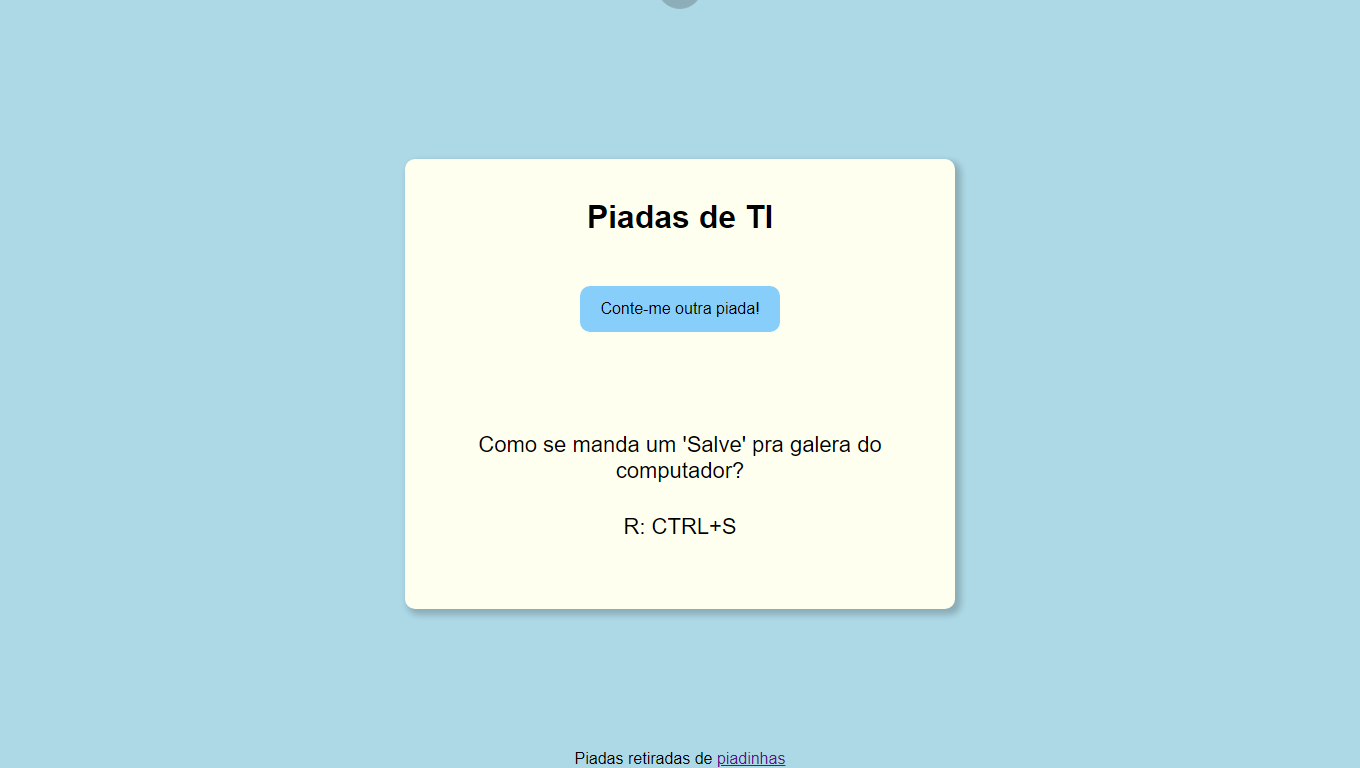 Piadas de TI
Conte-me outra piada!
Como se manda um 'Salve' pra galera do
computador?
R: CTRL+S
Piadas retiradas de piadinhas